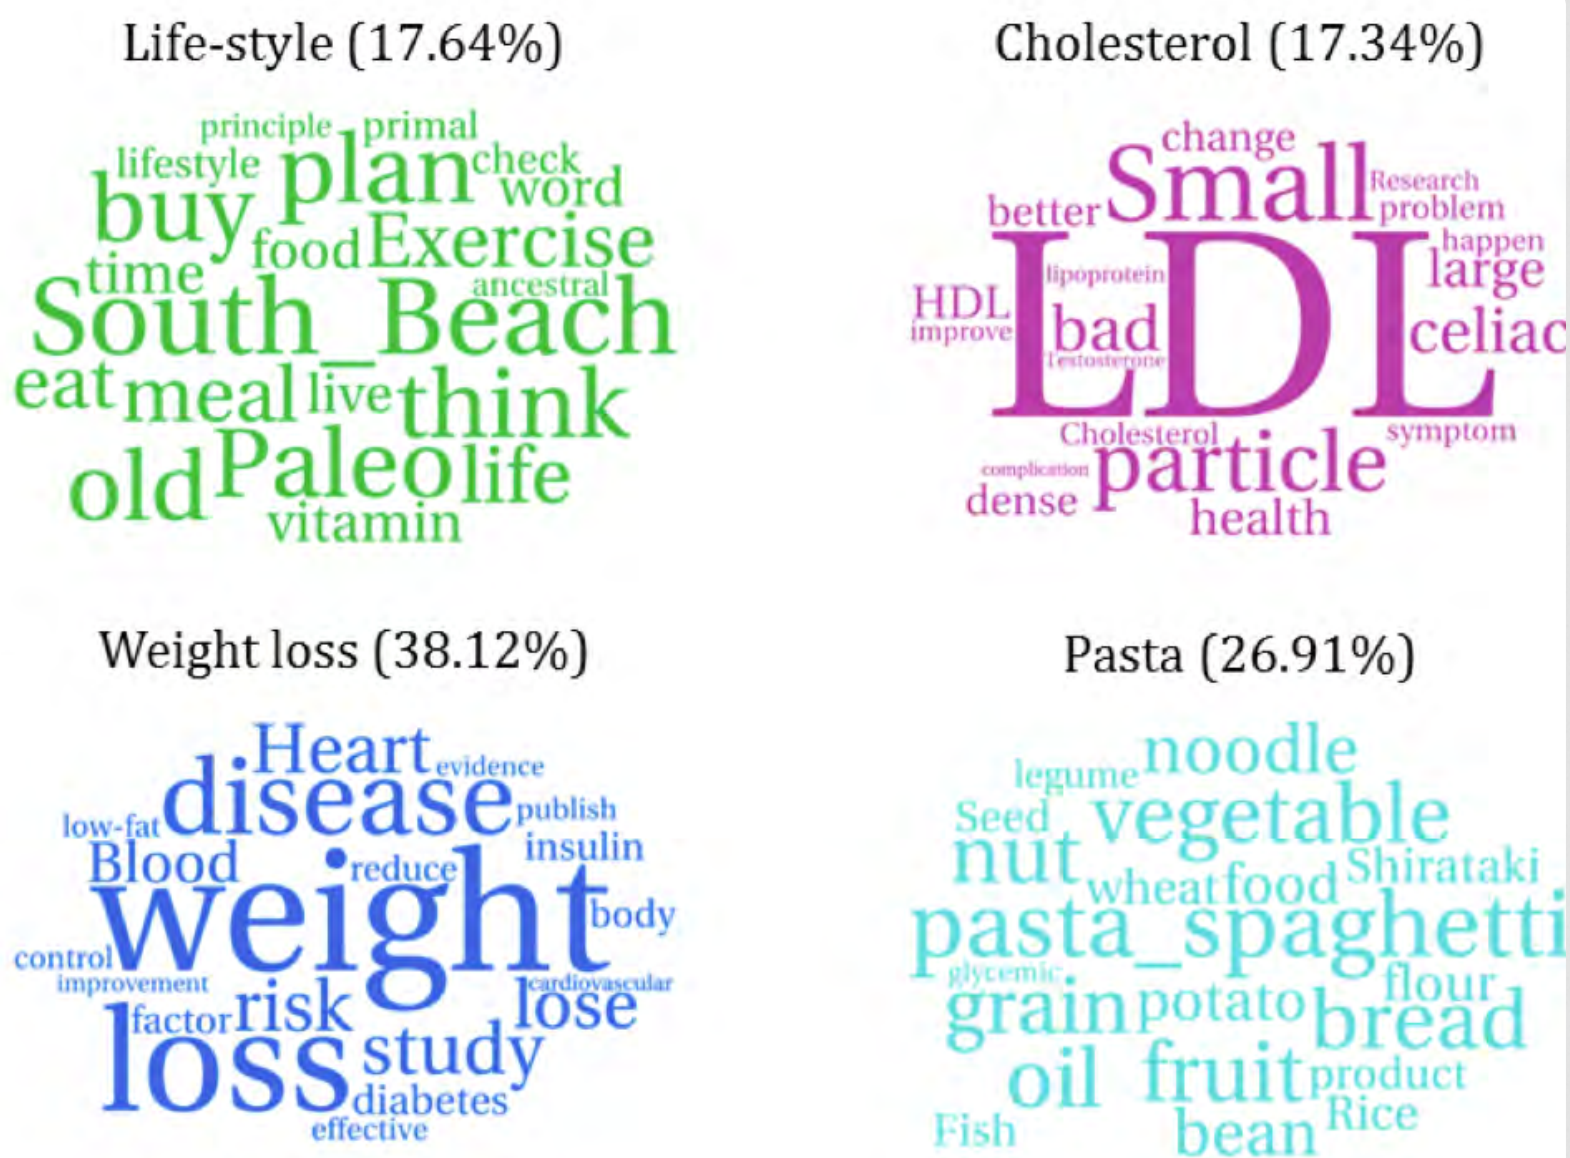 Life-style (17.64%)
principle primal
lifestyle plan check
buy word
food Exercise
time ancestral
South_Beach
eat meal live think
old Paleo life
vitamin
Cholesterol (17.34%)
change
Small Research
better problem
LDL happen
lipoprotein large
HDL bad celiac
improve
Testosterone
Cholesterol symptom
complication particle
dense health
Weight loss (38.12%)
Heart evidence
disease publish
low-fat insulin
Blood reduce
weight body
control
improvement cardiovascular
factor risk lose
loss study
diabetes
effective
Pasta (26.91%)
noodle
legume
Seed vegetable
nut wheat food Shirataki
pasta_spaghetti
glycemic flour
grain potato bread
oil fruit product
Fish bean Rice